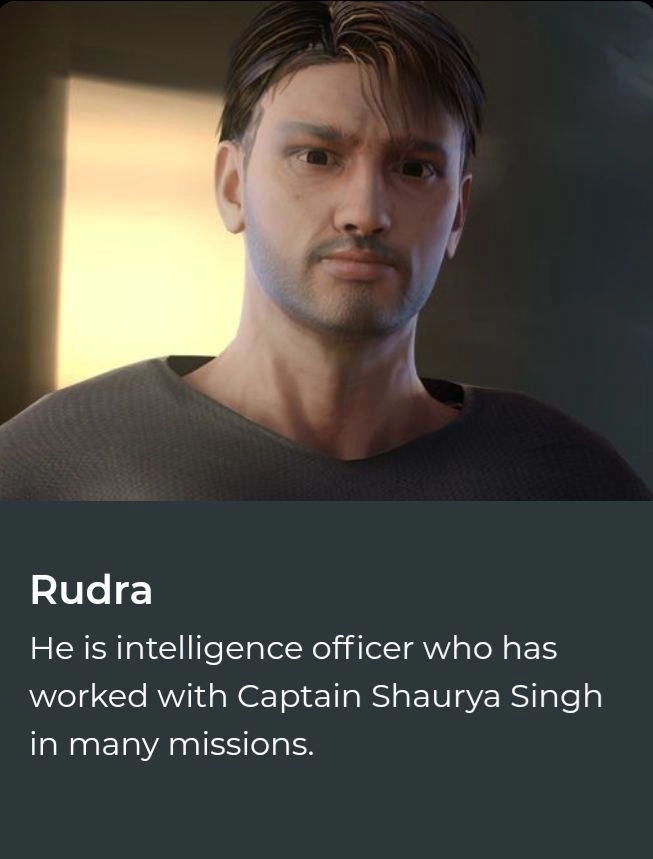 Rudra
He is intelligence officer who has
worked with Captain Shaurya Singh
in many missions.